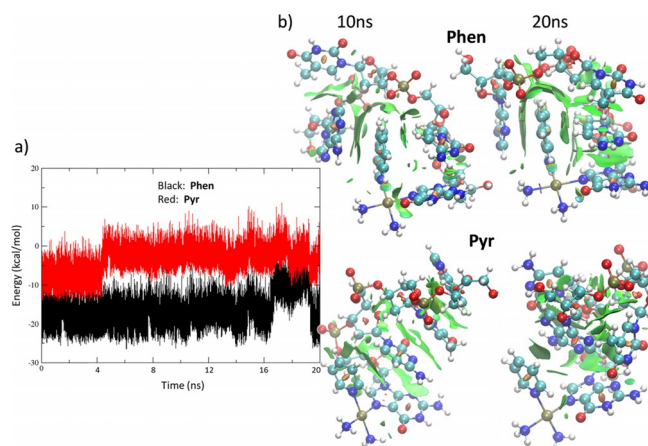 b)
10ns
20ns
Phen
a)
20
10
0
-10
-20
-30
Energy (kcal/mol)
Black: Phen
Red: Pyr
0
4
8
12
16
20
Time (ns)
Pyr